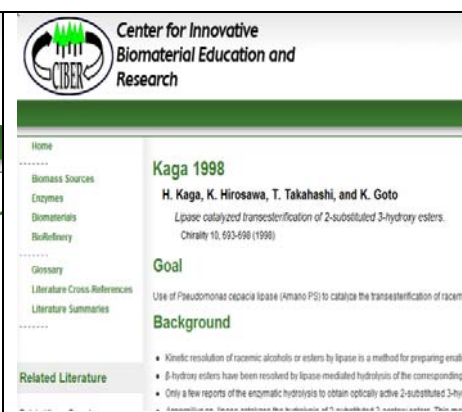 CIBER
Center for Innovative
Biomaterial Education and
Research
Home
-------
Biomass Sources
Enzymes
Biomaterials
BioRefinery
-------
Glossary
Literature Cross-References
Literature Summaries
-------
Related Literature
Kaga 1998
H. Kaga, K. Hirosawa, T. Takahashi, and K. Goto
Lipase catalyzed transesterification of 2-substituted 3-hydroxy esters.
Chirality 10, 693-698 (1998)
Goal
Use of Pseudomonas cepacia lipase (Amano PS) to catalyze the transesterification of racem
Background
Kinetic resolution of racemic alcohols or esters by lipase is a method for preparing enati
β-hydroxy esters have been resolved by lipase-mediated hydrolysis of the corresponding
Only a few reports of the enzymatic hydrolysis to obtain optically active 2-substituted 3-hy